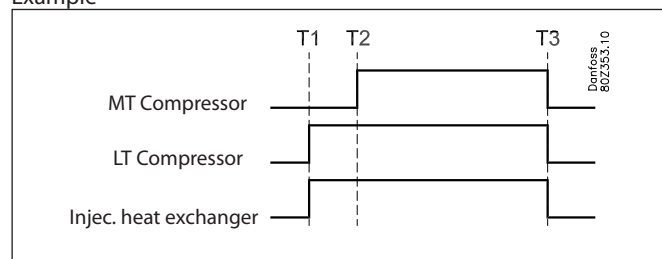 Example
T1 T2 T3
MT Compressor
LT Compressor
Injec. heat exchanger
Danfoss
80Z353.10